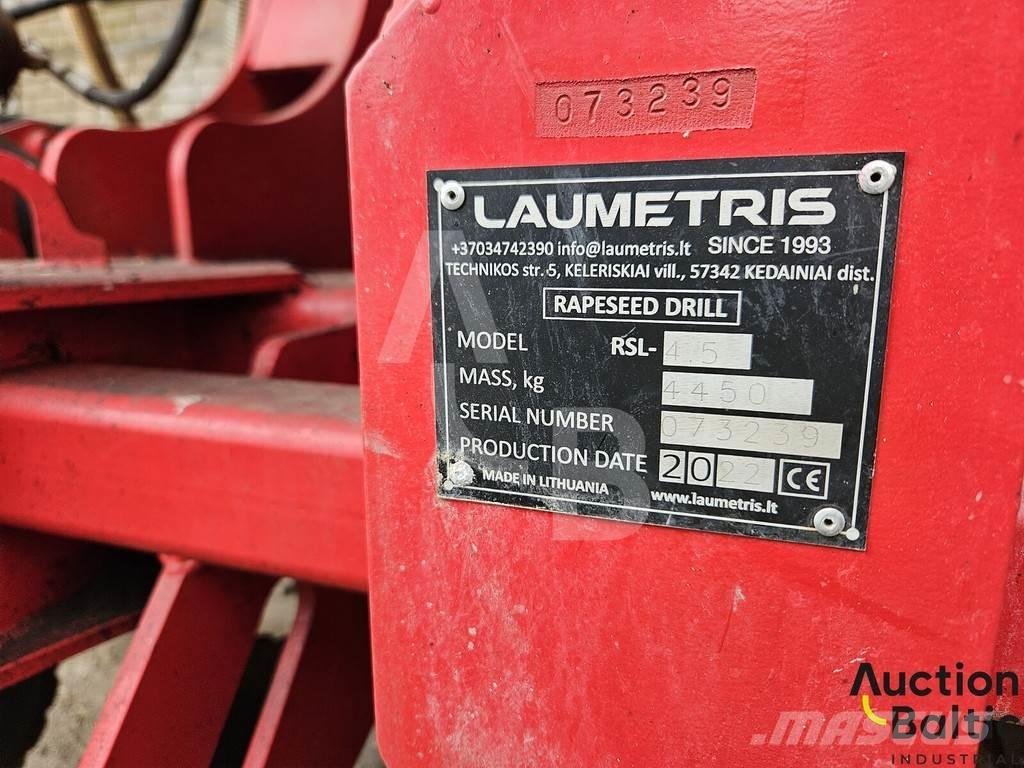 073239
LAUMETRIS
+37034742390 info@laumetris.lt SINCE 1993
TECHNIKOS str. 5, KELERISKIAI vill., 57342 KEDAINIAI dist.
RAPESEED DRILL
MODEL RSL- 4.5
MASS, kg 4450
SERIAL NUMBER 073239
PRODUCTION DATE 2022 CE
MADE IN LITHUANIA www.laumetris.lt
AB
Auction
Baltic
INDUSTRIAL
mascus